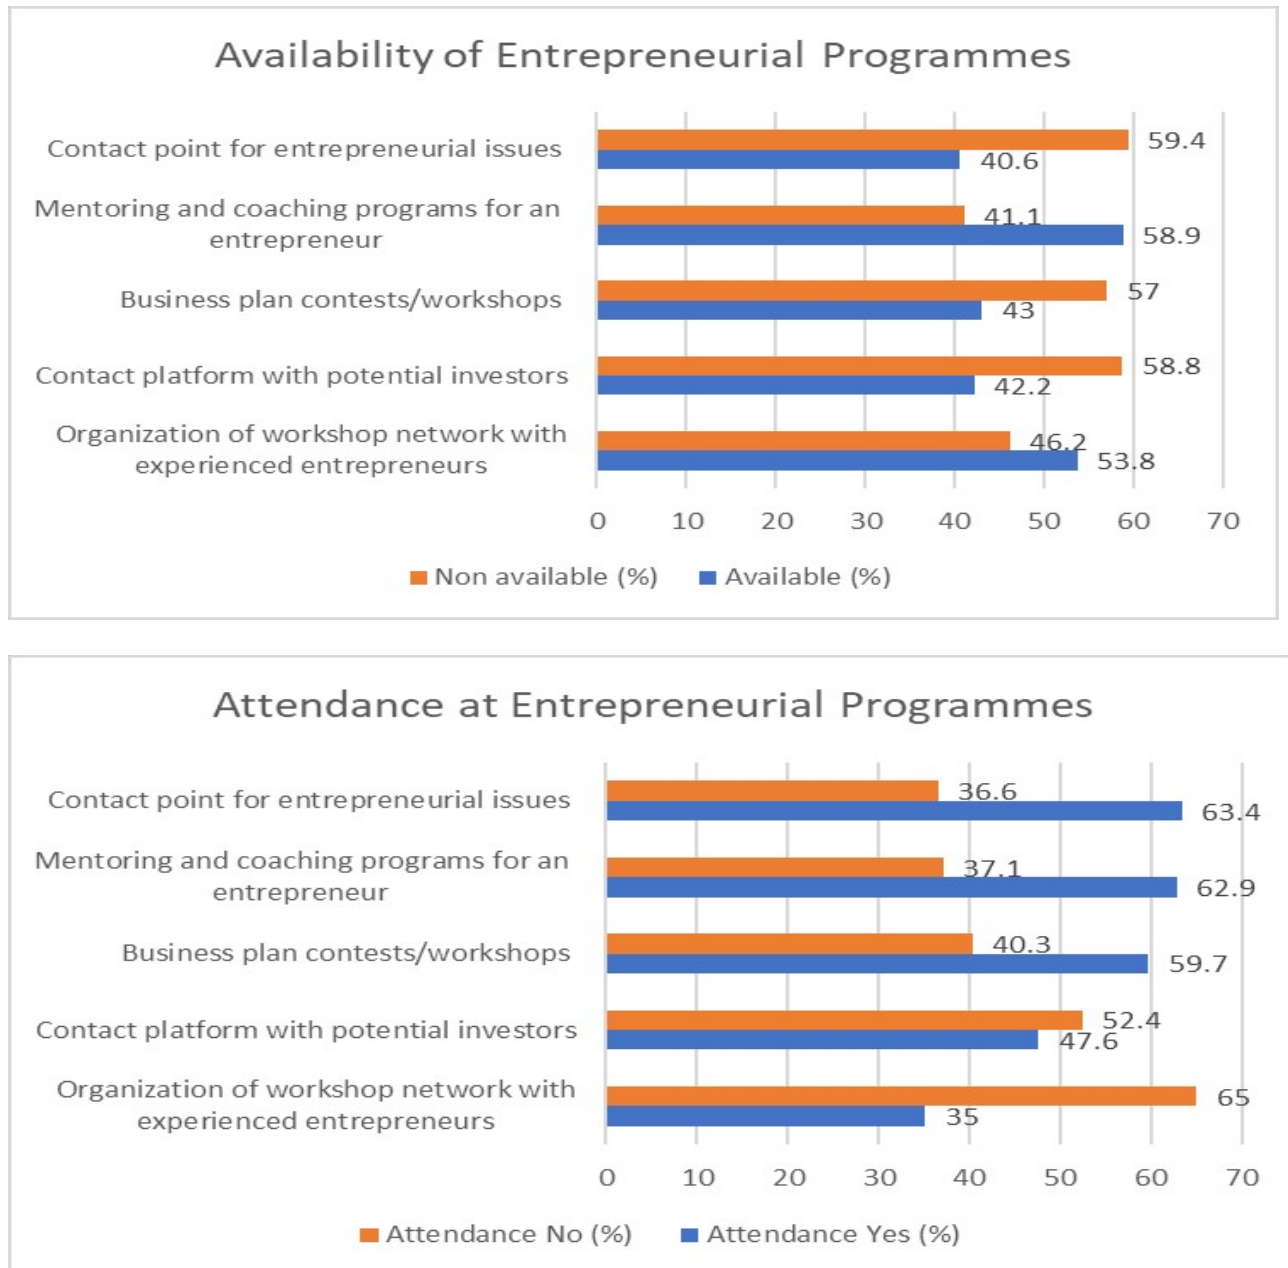 Availability of Entrepreneurial Programmes
Contact point for entrepreneurial issues
59.4
40.6
Mentoring and coaching programs for an
entrepreneur
41.1
58.9
Business plan contests/workshops
57
43
Contact platform with potential investors
58.8
42.2
Organization of workshop network with
experienced entrepreneurs
46.2
53.8
0 10 20 30 40 50 60 70
Non available (%) Available (%)
Attendance at Entrepreneurial Programmes
Contact point for entrepreneurial issues
36.6
63.4
Mentoring and coaching programs for an
entrepreneur
37.1
62.9
Business plan contests/workshops
40.3
59.7
Contact platform with potential investors
52.4
47.6
Organization of workshop network with
experienced entrepreneurs
65
35
0 10 20 30 40 50 60 70
Attendance No (%) Attendance Yes (%)